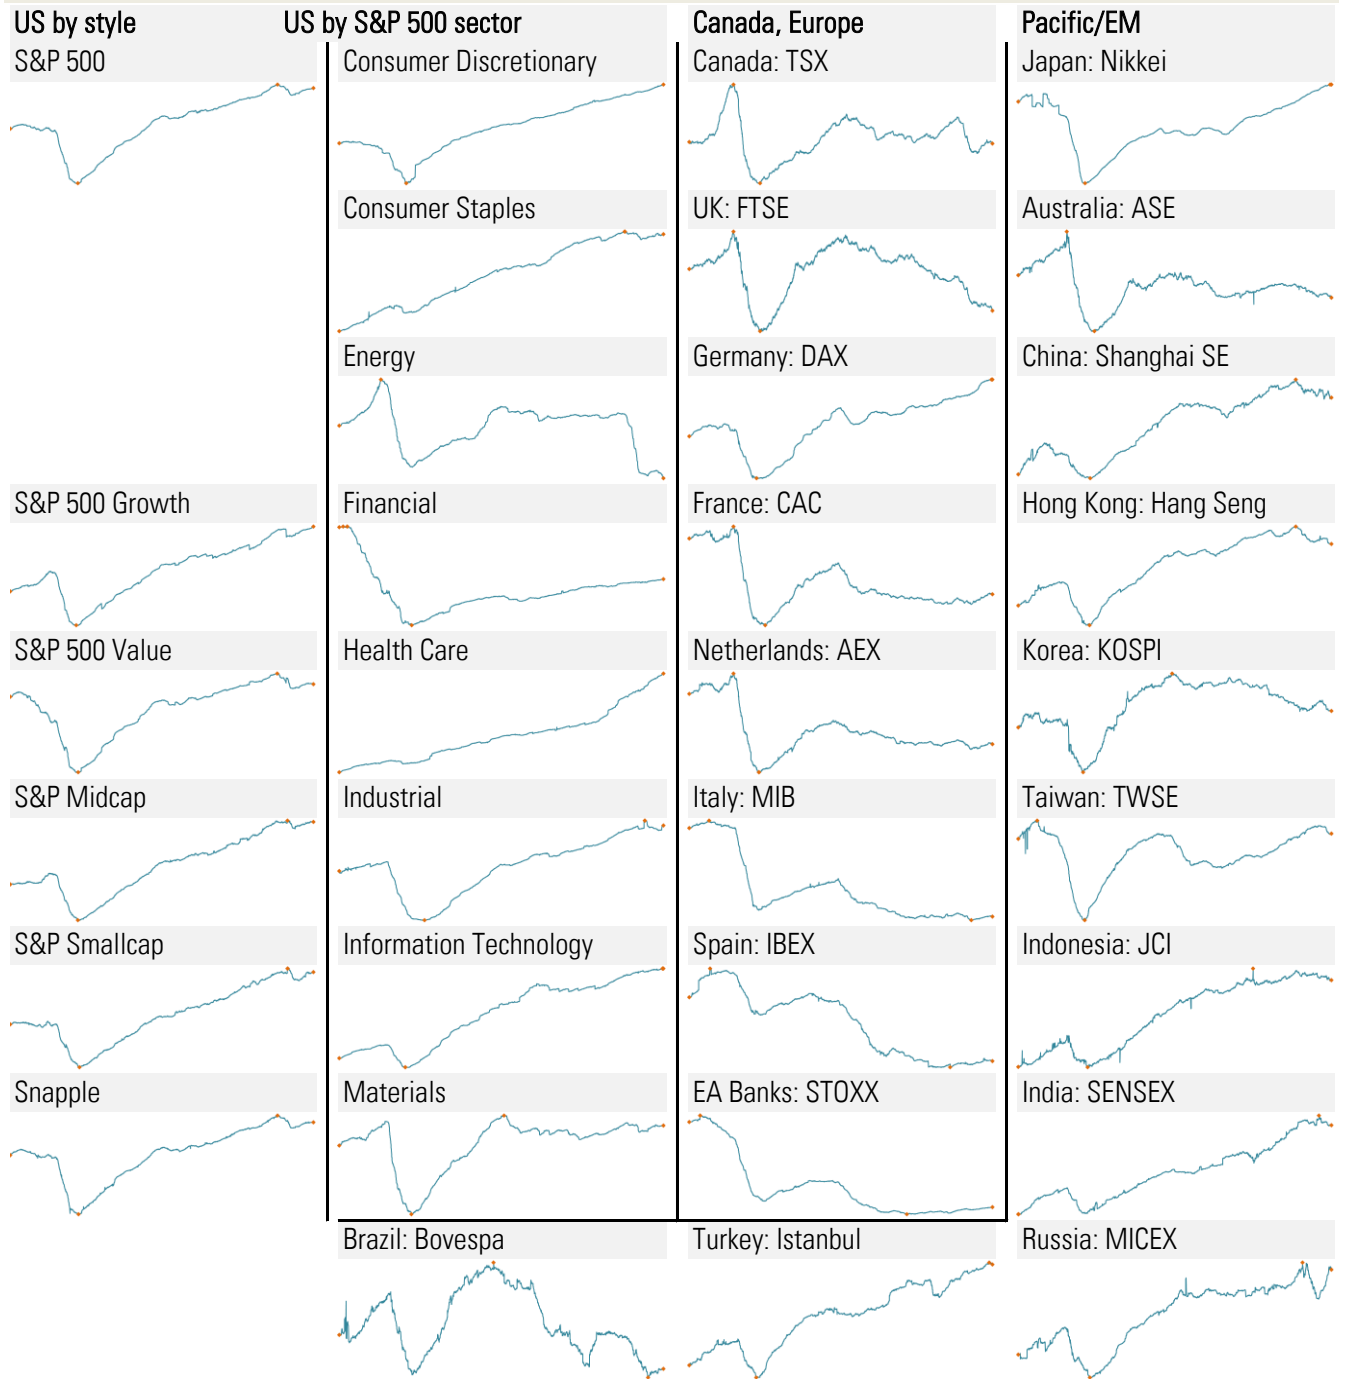 US by style
US by S&P 500 sector
Canada, Europe
Pacific/EM
S&P 500
Consumer Discretionary
Canada: TSX
Japan: Nikkei
Consumer Staples
UK: FTSE
Australia: ASE
Energy
Germany: DAX
China: Shanghai SE
S&P 500 Growth
Financial
France: CAC
Hong Kong: Hang Seng
S&P 500 Value
Health Care
Netherlands: AEX
Korea: KOSPI
S&P Midcap
Industrial
Italy: MIB
Taiwan: TWSE
S&P Smallcap
Information Technology
Spain: IBEX
Indonesia: JCI
Snapple
Materials
EA Banks: STOXX
India: SENSEX
Brazil: Bovespa
Turkey: Istanbul
Russia: MICEX